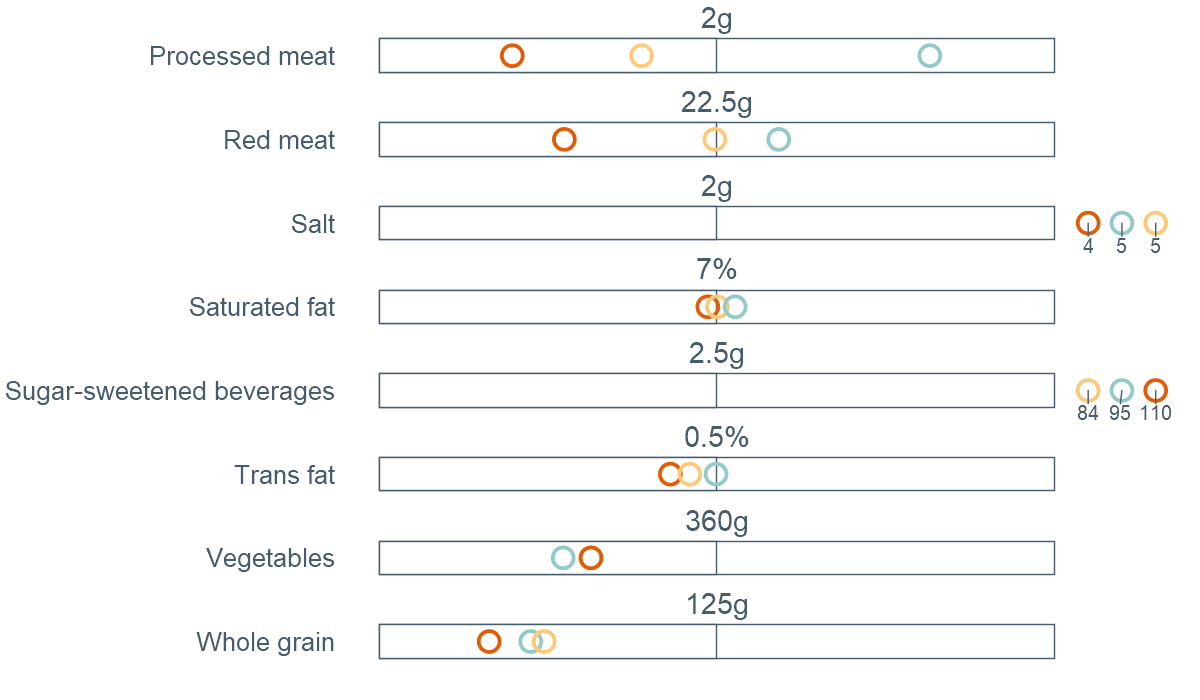 2g
Processed meat
22.5g
Red meat
2g
Salt
4 5 5
7%
Saturated fat
2.5g
Sugar-sweetened beverages
84 95 110
0.5%
Trans fat
360g
Vegetables
125g
Whole grain